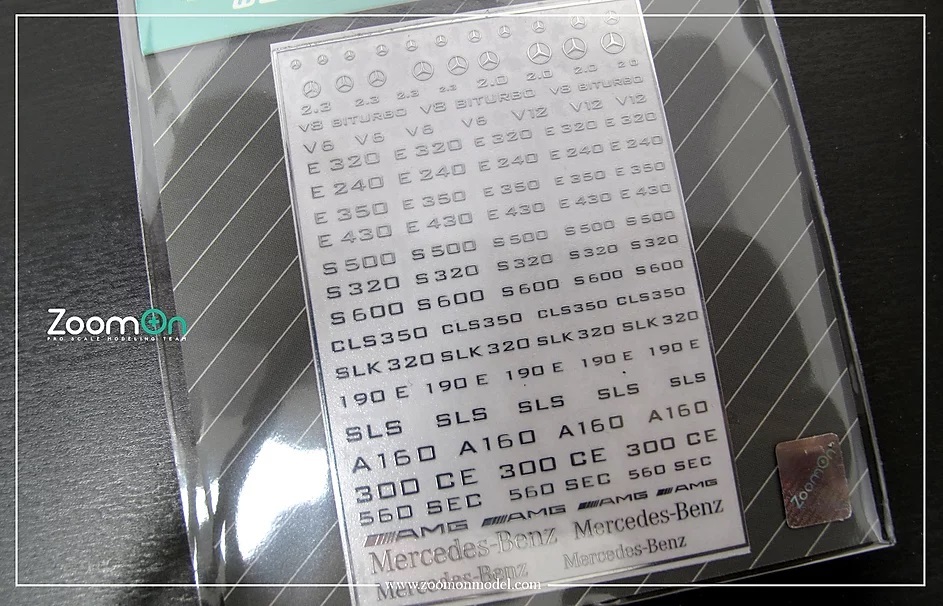 2.3 2.3 2.3 2.3 2.0 2.0 2.0 2.0
V8 BITURBO V8 BITURBO V8 BITURBO
V6 V6 V6 V6 V12 V12 V12
E 320 E 320 E 320 E 320 E 320
E 240 E 240 E 240 E 240 E 240
E 350 E 350 E 350 E 350 E 350
E 430 E 430 E 430 E 430 E 430
S 500 S 500 S 500 S 500 S 500
S 320 S 320 S 320 S 320 S 320
S 600 S 600 S 600 S 600 S 600
CLS350 CLS350 CLS350 CLS350
SLK 320 SLK 320 SLK 320 SLK 320
190 E 190 E 190 E 190 E 190 E
SLS SLS SLS SLS SLS
A160 A160 A160 A160
300 CE 300 CE 300 CE
560 SEC 560 SEC 560 SEC
AMG AMG AMG AMG
Mercedes-Benz Mercedes-Benz
Mercedes-Benz Mercedes-Benz
ZoomOn
PRO SCALE MODELING TEAM
ZoomOn
www.zoomonmodel.com